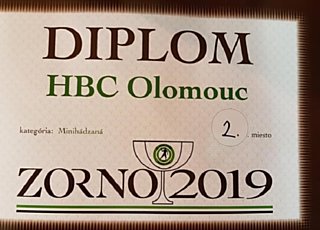 DIPLOM
HBC Olomouc
kategória: Minihádzaná
2. miesto
ZORNO 2019